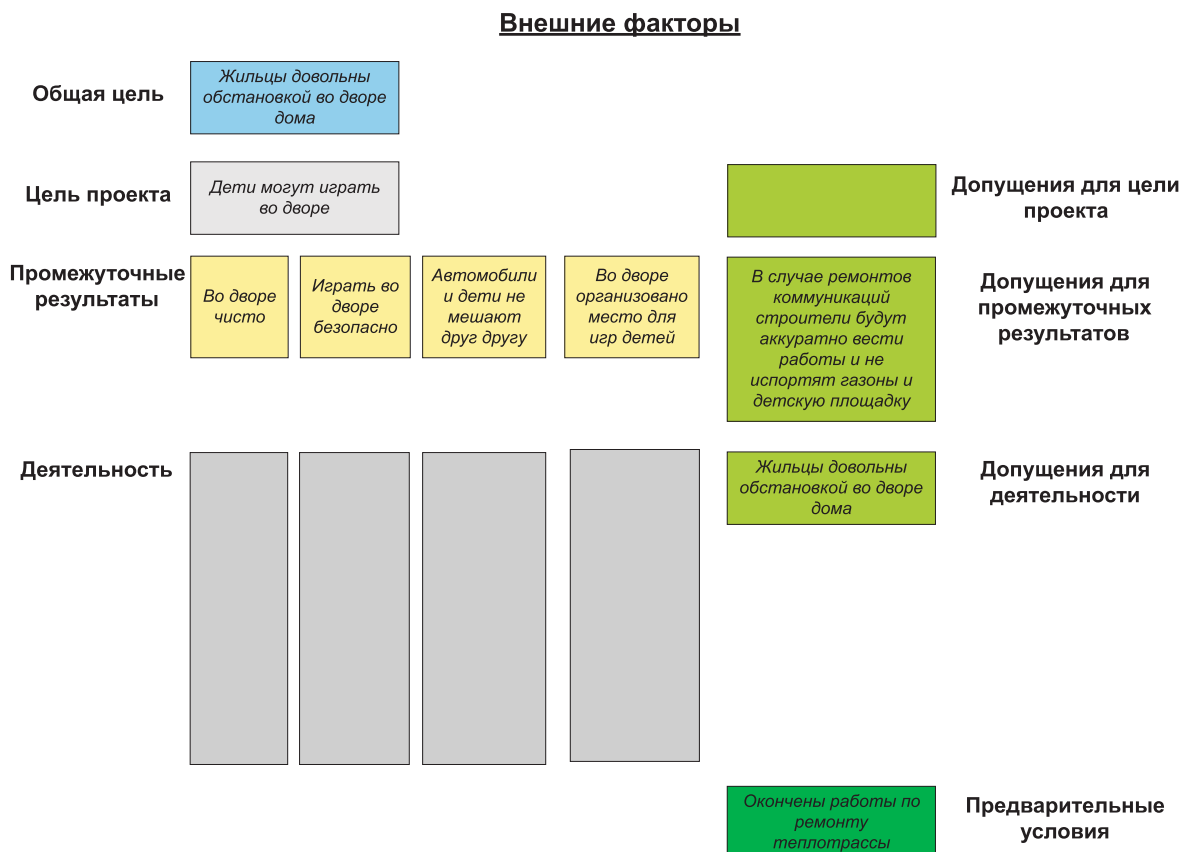 Внешние факторы
Общая цель
Жильцы довольны
обстановкой во дворе
дома
Цель проекта
Дети могут играть
во дворе
Допущения для цели
проекта
Промежуточные
результаты
Во дворе
чисто
Играть во
дворе
безопасно
Автомобили
и дети не
мешают
друг другу
Во дворе
организовано
место для
игр детей
В случае ремонтов
коммуникаций
строители будут
аккуратно вести
работы и не
испортят газоны и
детскую площадку
Допущения для
промежуточных
результатов
Деятельность
Жильцы довольны
обстановкой во дворе
дома
Допущения для
деятельности
Окончены работы по
ремонту
теплотрассы
Предварительные
условия